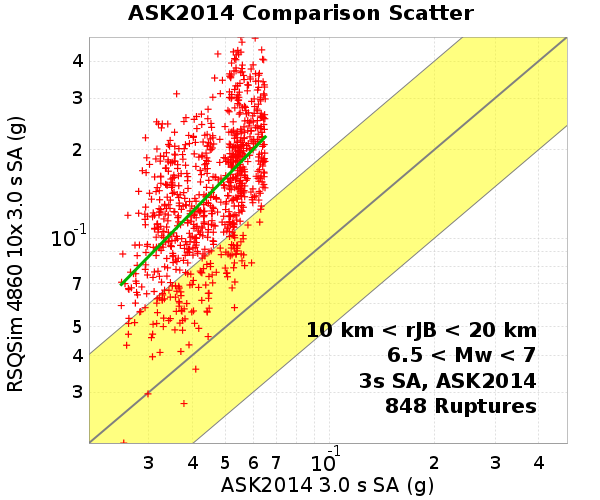 ASK2014 Comparison Scatter
RSQSim 4860 10x 3.0 s SA (g)
4
3
2
10-1
7
5
4
3
10 km < rJB < 20 km
6.5 < Mw < 7
3s SA, ASK2014
848 Ruptures
3 4 5 6 7 10-1 2 3 4
ASK2014 3.0 s SA (g)